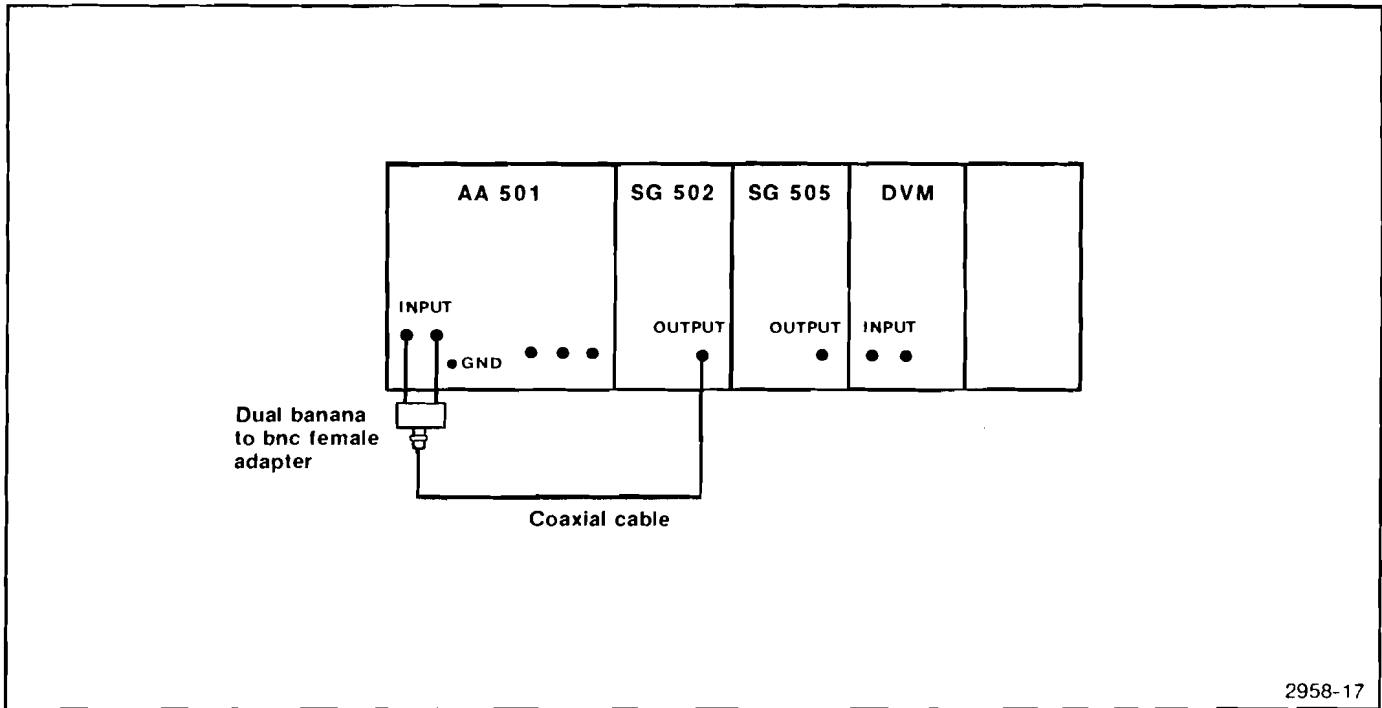 AA 501
SG 502
SG 505
DVM
INPUT
OUTPUT
OUTPUT
INPUT
GND
Dual banana
to bnc female
adapter
Coaxial cable
2958-17